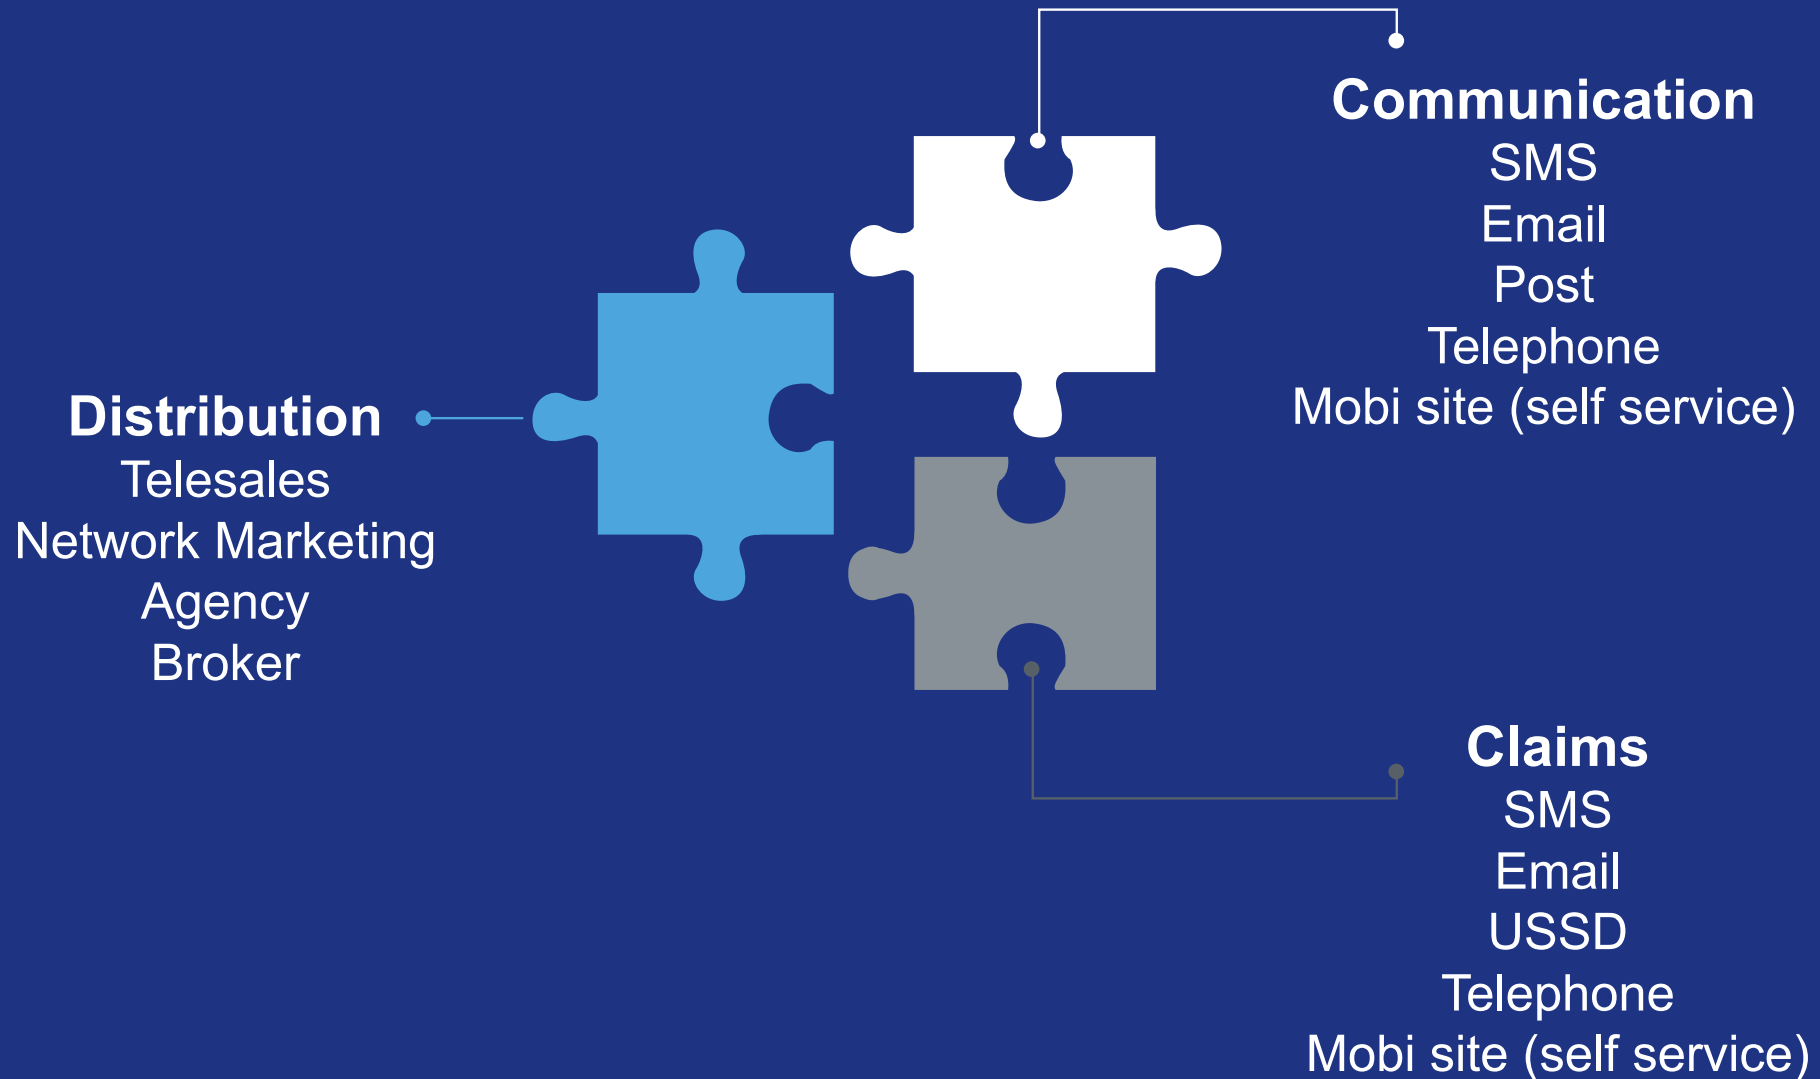 Communication
SMS
Email
Post
Telephone
Mobi site (self service)
Distribution
Telesales
Network Marketing
Agency
Broker
Claims
SMS
Email
USSD
Telephone
Mobi site (self service)